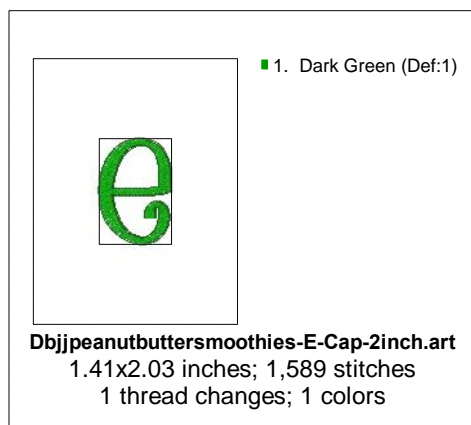 1. Dark Green (Def:1)
e
Dbjjpeanutbuttersmoothies-E-Cap-2inch.art
1.41x2.03 inches; 1,589 stitches
1 thread changes; 1 colors